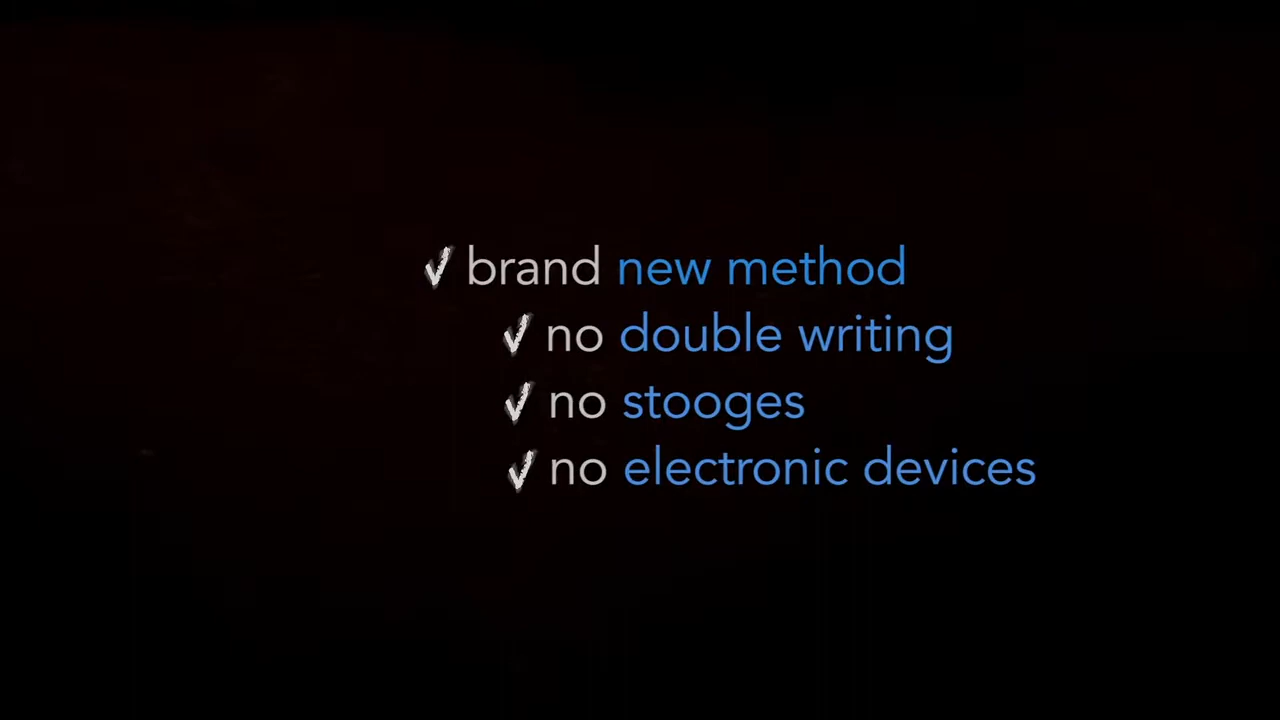 ✓ brand new method
✓ no double writing
✓ no stooges
✓ no electronic devices